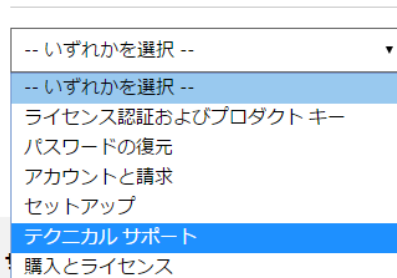 -- いずれかを選択 --
-- いずれかを選択 --
ライセンス認証およびプロダクト キー
パスワードの復元
アカウントと請求
セットアップ
テクニカル サポート
購入とライセンス